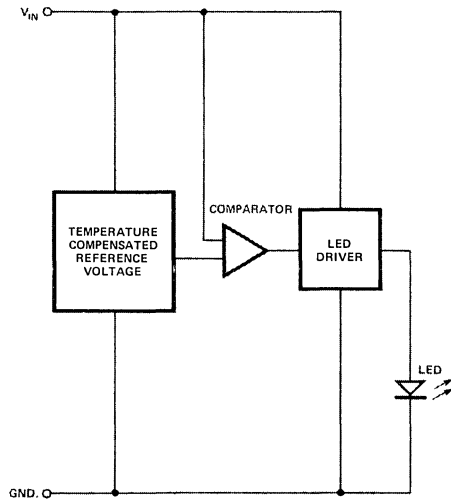 V_IN
COMPARATOR
TEMPERATURE
COMPENSATED
REFERENCE
VOLTAGE
LED
DRIVER
LED
GND.